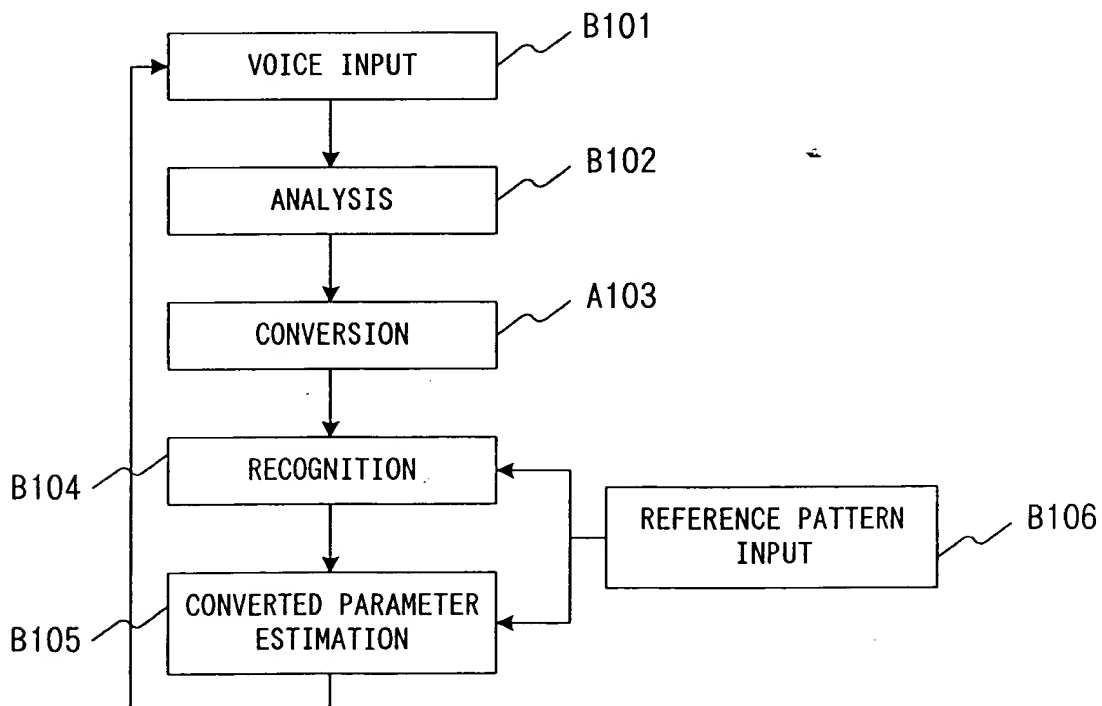 B101
VOICE INPUT
B102
ANALYSIS
A103
CONVERSION
B104
RECOGNITION
REFERENCE PATTERN
INPUT
B106
B105
CONVERTED PARAMETER
ESTIMATION